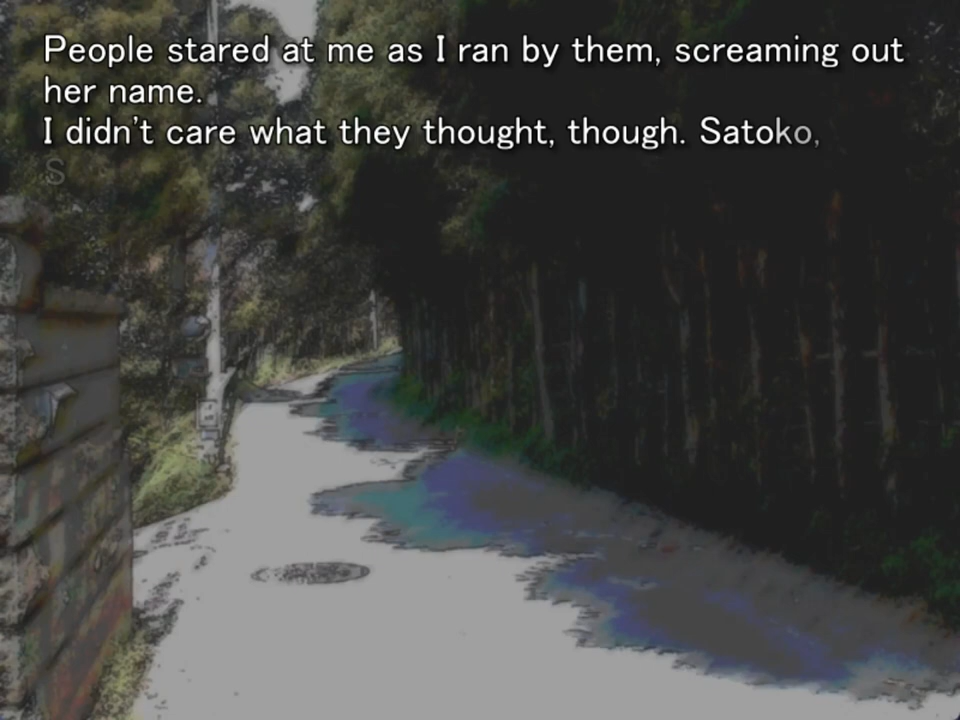 People stared at me as I ran by them, screaming out
her name.
I didn't care what they thought, though. Satoko,
S